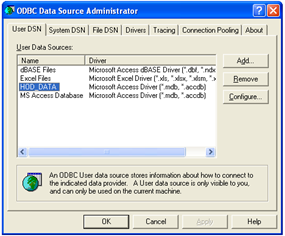 ODBC Data Source Administrator
User DSN System DSN File DSN Drivers Tracing Connection Pooling About
User Data Sources:
Name Driver
dBASE Files Microsoft Access dBASE Driver (*.dbf, *.ndx
Excel Files Microsoft Excel Driver (*.xls, *.xlsx, *.xlsm, *.x
HOD_DATA Microsoft Access Driver (*.mdb, *.accdb)
MS Access Database Microsoft Access Driver (*.mdb, *.accdb)
Add...
Remove
Configure...
An ODBC User data source stores information about how to connect to
the indicated data provider. A User data source is only visible to you,
and can only be used on the current machine.
OK Cancel Apply Help